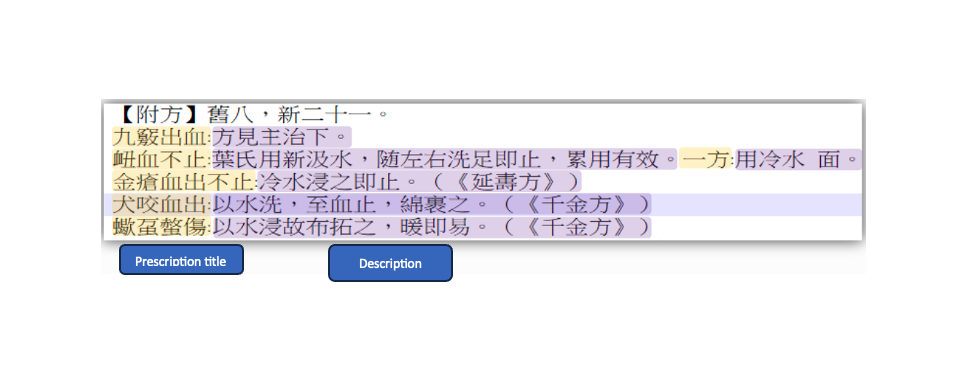 【附方】舊八，新二十一。
九竅出血:方見主治下。
衄血不止:葉氏用新汲水，随左右洗足即止，累用有效。一方:用冷水 面。
金瘡血出不止:冷水浸之即止。（《延壽方》）
犬咬血出:以水洗，至血止，綿裹之。（《千金方》）
蠍蠆螫傷:以水浸故布拓之，暖即易。（《千金方》）
Prescription title
Description